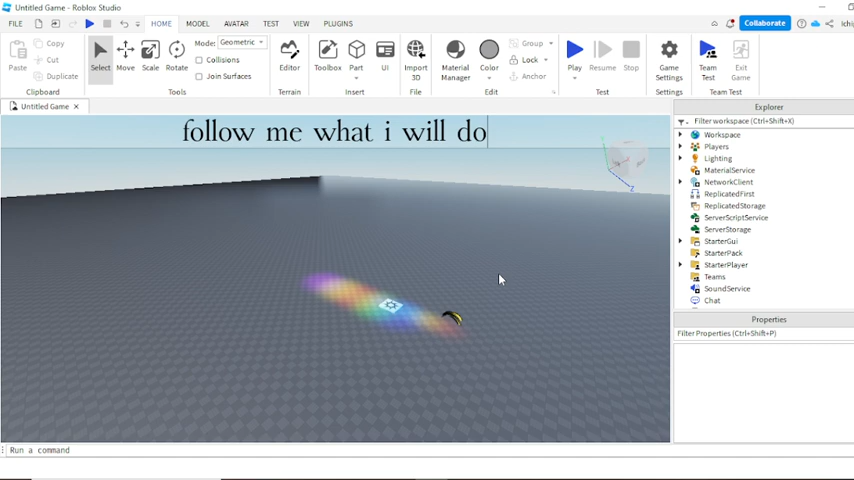 Untitled Game - Roblox Studio
FILE HOME MODEL AVATAR TEST VIEW PLUGINS Collaborate
Paste Copy Cut Duplicate Select Move Scale Rotate Mode: Geometric Collisions Join Surfaces Editor Toolbox Part UI Import 3D Material Manager Color Group Lock Anchor Play Resume Stop Game Settings Team Test Exit Game
Clipboard Tools Terrain Insert File Edit Test Settings Team Test
Untitled Game
follow me what i will do
Z
Explorer
Filter workspace (Ctrl+Shift+X)
Workspace
Players
Lighting
MaterialService
NetworkClient
ReplicatedFirst
ReplicatedStorage
ServerScriptService
ServerStorage
StarterGui
StarterPack
StarterPlayer
Teams
SoundService
Chat
Properties
Filter Properties (Ctrl+Shift+P)
Run a command